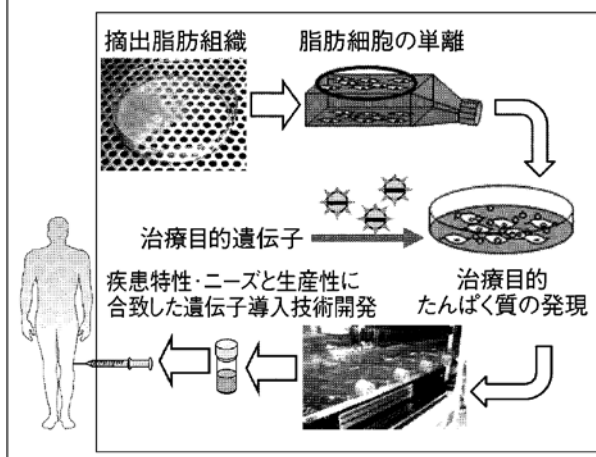 摘出脂肪組織
脂肪細胞の単離
治療目的遺伝子
治療目的
たんぱく質の発現
疾患特性・ニーズと生産性に
合致した遺伝子導入技術開発